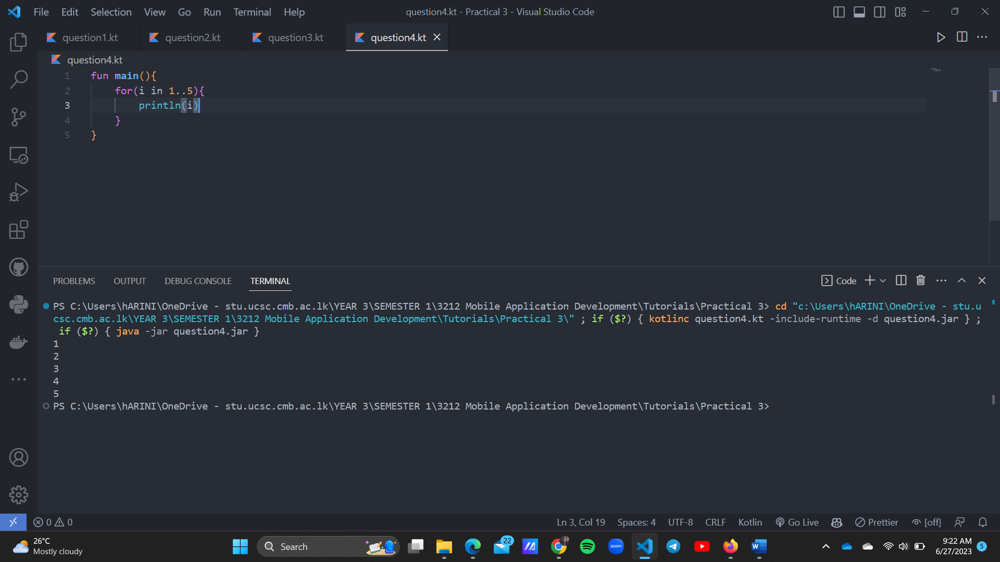 File Edit Selection View Go Run Terminal Help question4.kt - Practical 3 - Visual Studio Code
question1.kt question2.kt question3.kt question4.kt
question4.kt
1 fun main(){
2 for(i in 1..5){
3 println(i)
4 }
5 }
PROBLEMS OUTPUT DEBUG CONSOLE TERMINAL Code
PS C:\Users\hARINI\OneDrive - stu.ucsc.cmb.ac.lk\YEAR 3\SEMESTER 1\3212 Mobile Application Development\Tutorials\Practical 3> cd "c:\Users\hARINI\OneDrive - stu.u
csc.cmb.ac.lk\YEAR 3\SEMESTER 1\3212 Mobile Application Development\Tutorials\Practical 3\" ; if ($?) { kotlinc question4.kt -include-runtime -d question4.jar } ;
if ($?) { java -jar question4.jar }
1
2
3
4
5
PS C:\Users\hARINI\OneDrive - stu.ucsc.cmb.ac.lk\YEAR 3\SEMESTER 1\3212 Mobile Application Development\Tutorials\Practical 3>
0 0 Ln 3, Col 19 Spaces: 4 UTF-8 CRLF Kotlin Go Live Prettier [off]
26°C
Mostly cloudy
Search
22
zoom
W
9:22 AM
6/27/2023
5